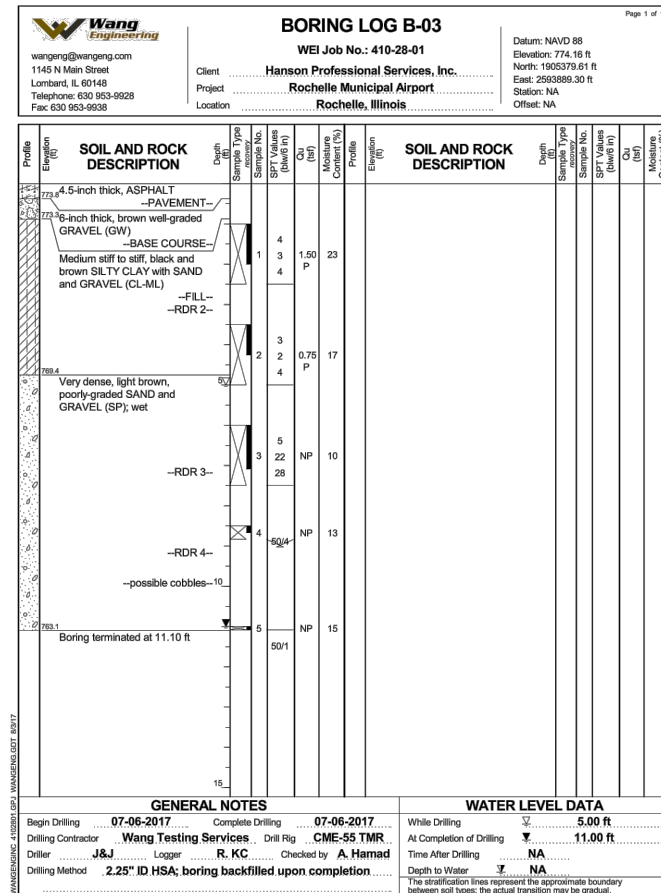 Page 1 of
Wang
Engineering
wangeng@wangeng.com
1145 N Main Street
Lombard, IL 60148
Telephone: 630 953-9928
Fax: 630 953-9938
BORING LOG B-03
WEI Job No.: 410-28-01
Client Hanson Professional Services, Inc.
Project Rochelle Municipal Airport
Location Rochelle, Illinois
Datum: NAVD 88
Elevation: 774.16 ft
North: 1905379.61 ft
East: 2593889.30 ft
Station: NA
Offset: NA
Profile
Elevation (ft)
SOIL AND ROCK DESCRIPTION
Depth (ft)
Sample Type
recovery
Sample No.
SPT Values (blw/6 in)
Qu (tsf)
Moisture Content (%)
Profile
Elevation (ft)
SOIL AND ROCK DESCRIPTION
Depth (ft)
Sample Type
recovery
Sample No.
SPT Values (blw/6 in)
Qu (tsf)
Moisture
773.8 4.5-inch thick, ASPHALT
--PAVEMENT--
773.3 6-inch thick, brown well-graded
GRAVEL (GW)
--BASE COURSE--
Medium stiff to stiff, black and
brown SILTY CLAY with SAND
and GRAVEL (CL-ML)
1 4 3 4 1.50 P 23
--FILL--
--RDR 2--
2 3 2 4 0.75 P 17
769.4
Very dense, light brown,
poorly-graded SAND and
GRAVEL (SP); wet
5
3 5 22 28 NP 10
--RDR 3--
4 50/4 NP 13
--RDR 4--
--possible cobbles-- 10
763.1
Boring terminated at 11.10 ft
5 50/1 NP 15
15
WANGENGINC 4102801.GPJ WANGENG.GDT 8/3/17
GENERAL NOTES
Begin Drilling 07-06-2017 Complete Drilling 07-06-2017
Drilling Contractor Wang Testing Services Drill Rig CME-55 TMR
Driller J&J Logger R. KC Checked by A. Hamad
Drilling Method 2.25" ID HSA; boring backfilled upon completion
WATER LEVEL DATA
While Drilling 5.00 ft
At Completion of Drilling 11.00 ft
Time After Drilling NA
Depth to Water NA
The stratification lines represent the approximate boundary
between soil types; the actual transition may be gradual.